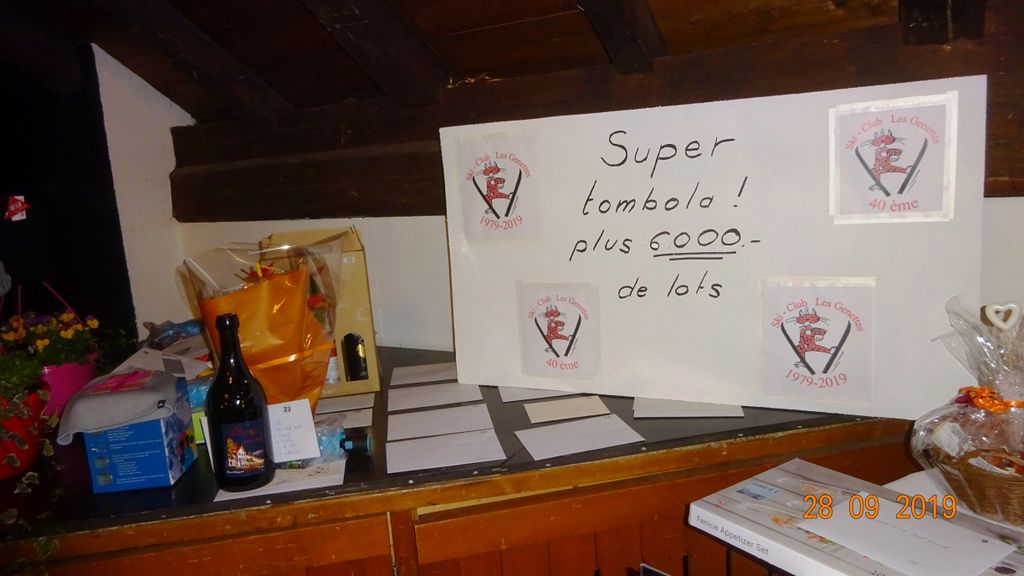 Super
tombola !
plus 6.000.-
de lots
Ski - Club Les Genettes
1979-2019
Ski - Club Les Genettes
40 ème
Ski - Club Les Genettes
40 ème
Ski - Club Les Genettes
1979-2019
23
Fenice Appetizer Set
28 09 2019